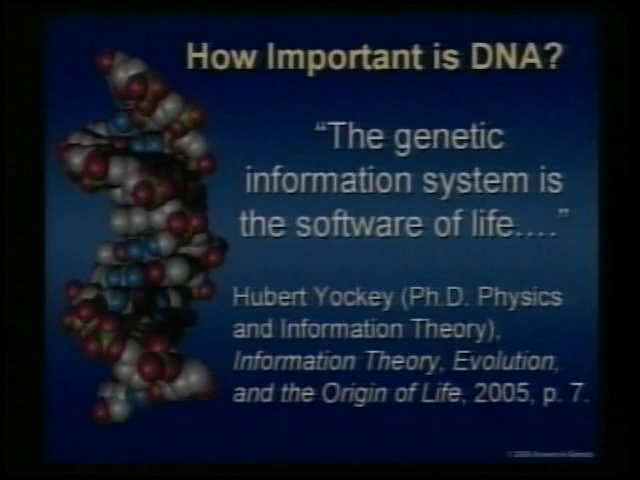 How Important is DNA?
“The genetic
information system is
the software of life....”
Hubert Yockey (Ph.D. Physics
and Information Theory),
Information Theory, Evolution,
and the Origin of Life, 2005, p. 7.